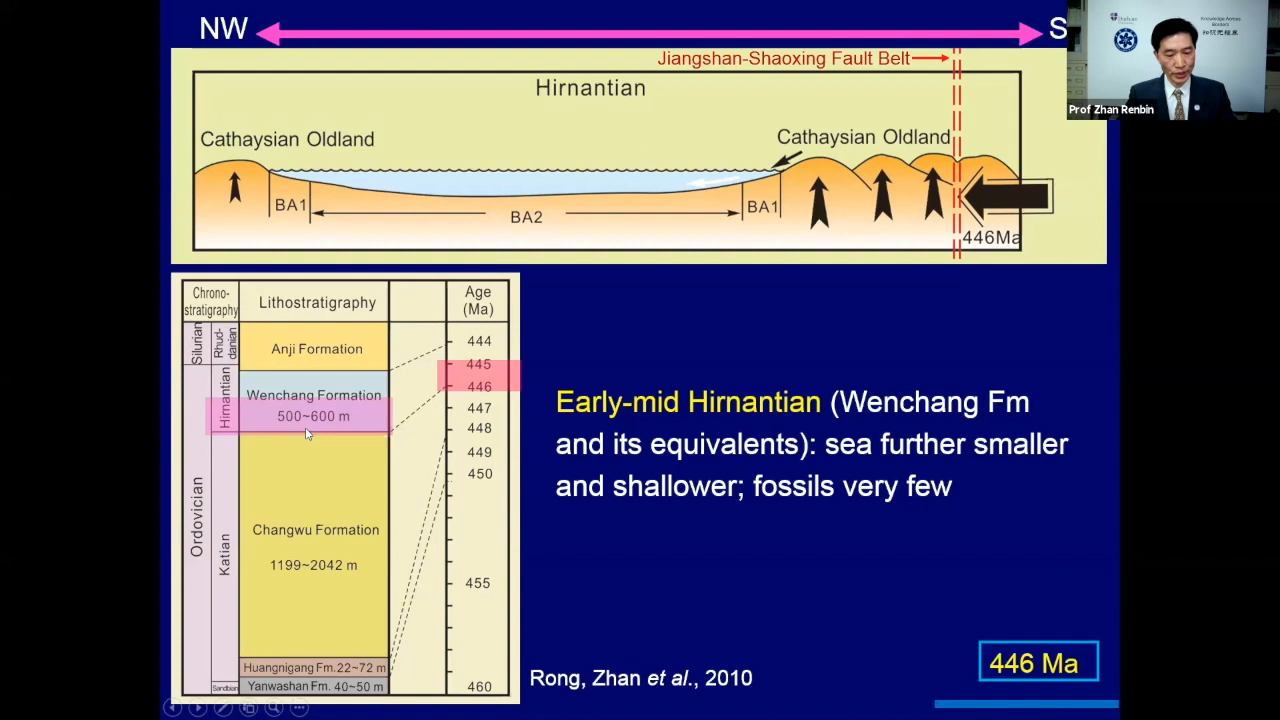 NW
S
Jiangshan-Shaoxing Fault Belt
Hirnantian
Cathaysian Oldland
Cathaysian Oldland
BA1
BA2
BA1
446Ma
Knowledge Across
Borders
Prof Zhan Renbin
Chrono-
stratigraphy
Lithostratigraphy
Age
(Ma)
Silurian
Rhud-
danian
Anji Formation
444
445
Hirnantian
Wenchang Formation
500~600 m
446
447
448
449
450
Ordovician
Katian
Changwu Formation
1199~2042 m
455
Huangnigang Fm. 22~72 m
Sandbian
Yanwashan Fm. 40~50 m
460
Early-mid Hirnantian (Wenchang Fm
and its equivalents): sea further smaller
and shallower; fossils very few
Rong, Zhan et al., 2010
446 Ma